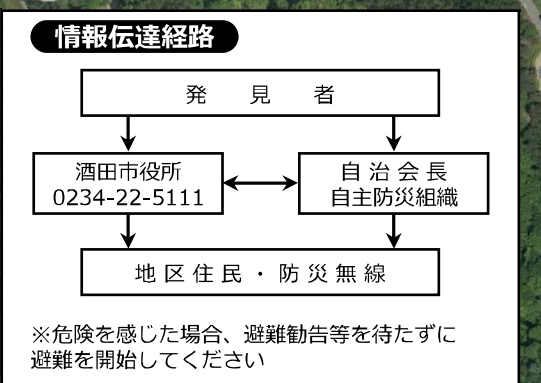 情報伝達経路
発見者
酒田市役所
0234-22-5111
自治会長
自主防災組織
地区住民・防災無線
※危険を感じた場合、避難勧告等を待たずに
避難を開始してください